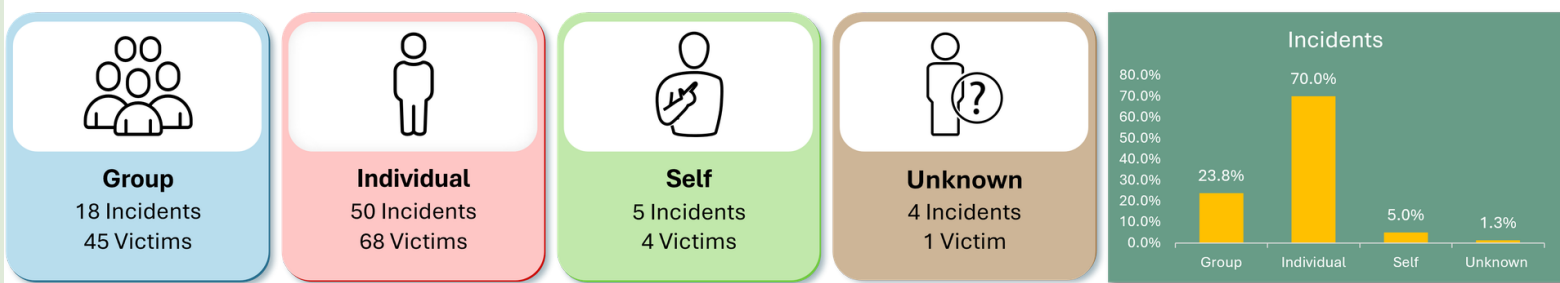 Group
18 Incidents
45 Victims
Individual
50 Incidents
68 Victims
Self
5 Incidents
4 Victims
?
Unknown
4 Incidents
1 Victim
Incidents
80.0%
70.0%
60.0%
50.0%
40.0%
30.0%
20.0%
10.0%
0.0%
23.8%
70.0%
5.0%
1.3%
Group Individual Self Unknown